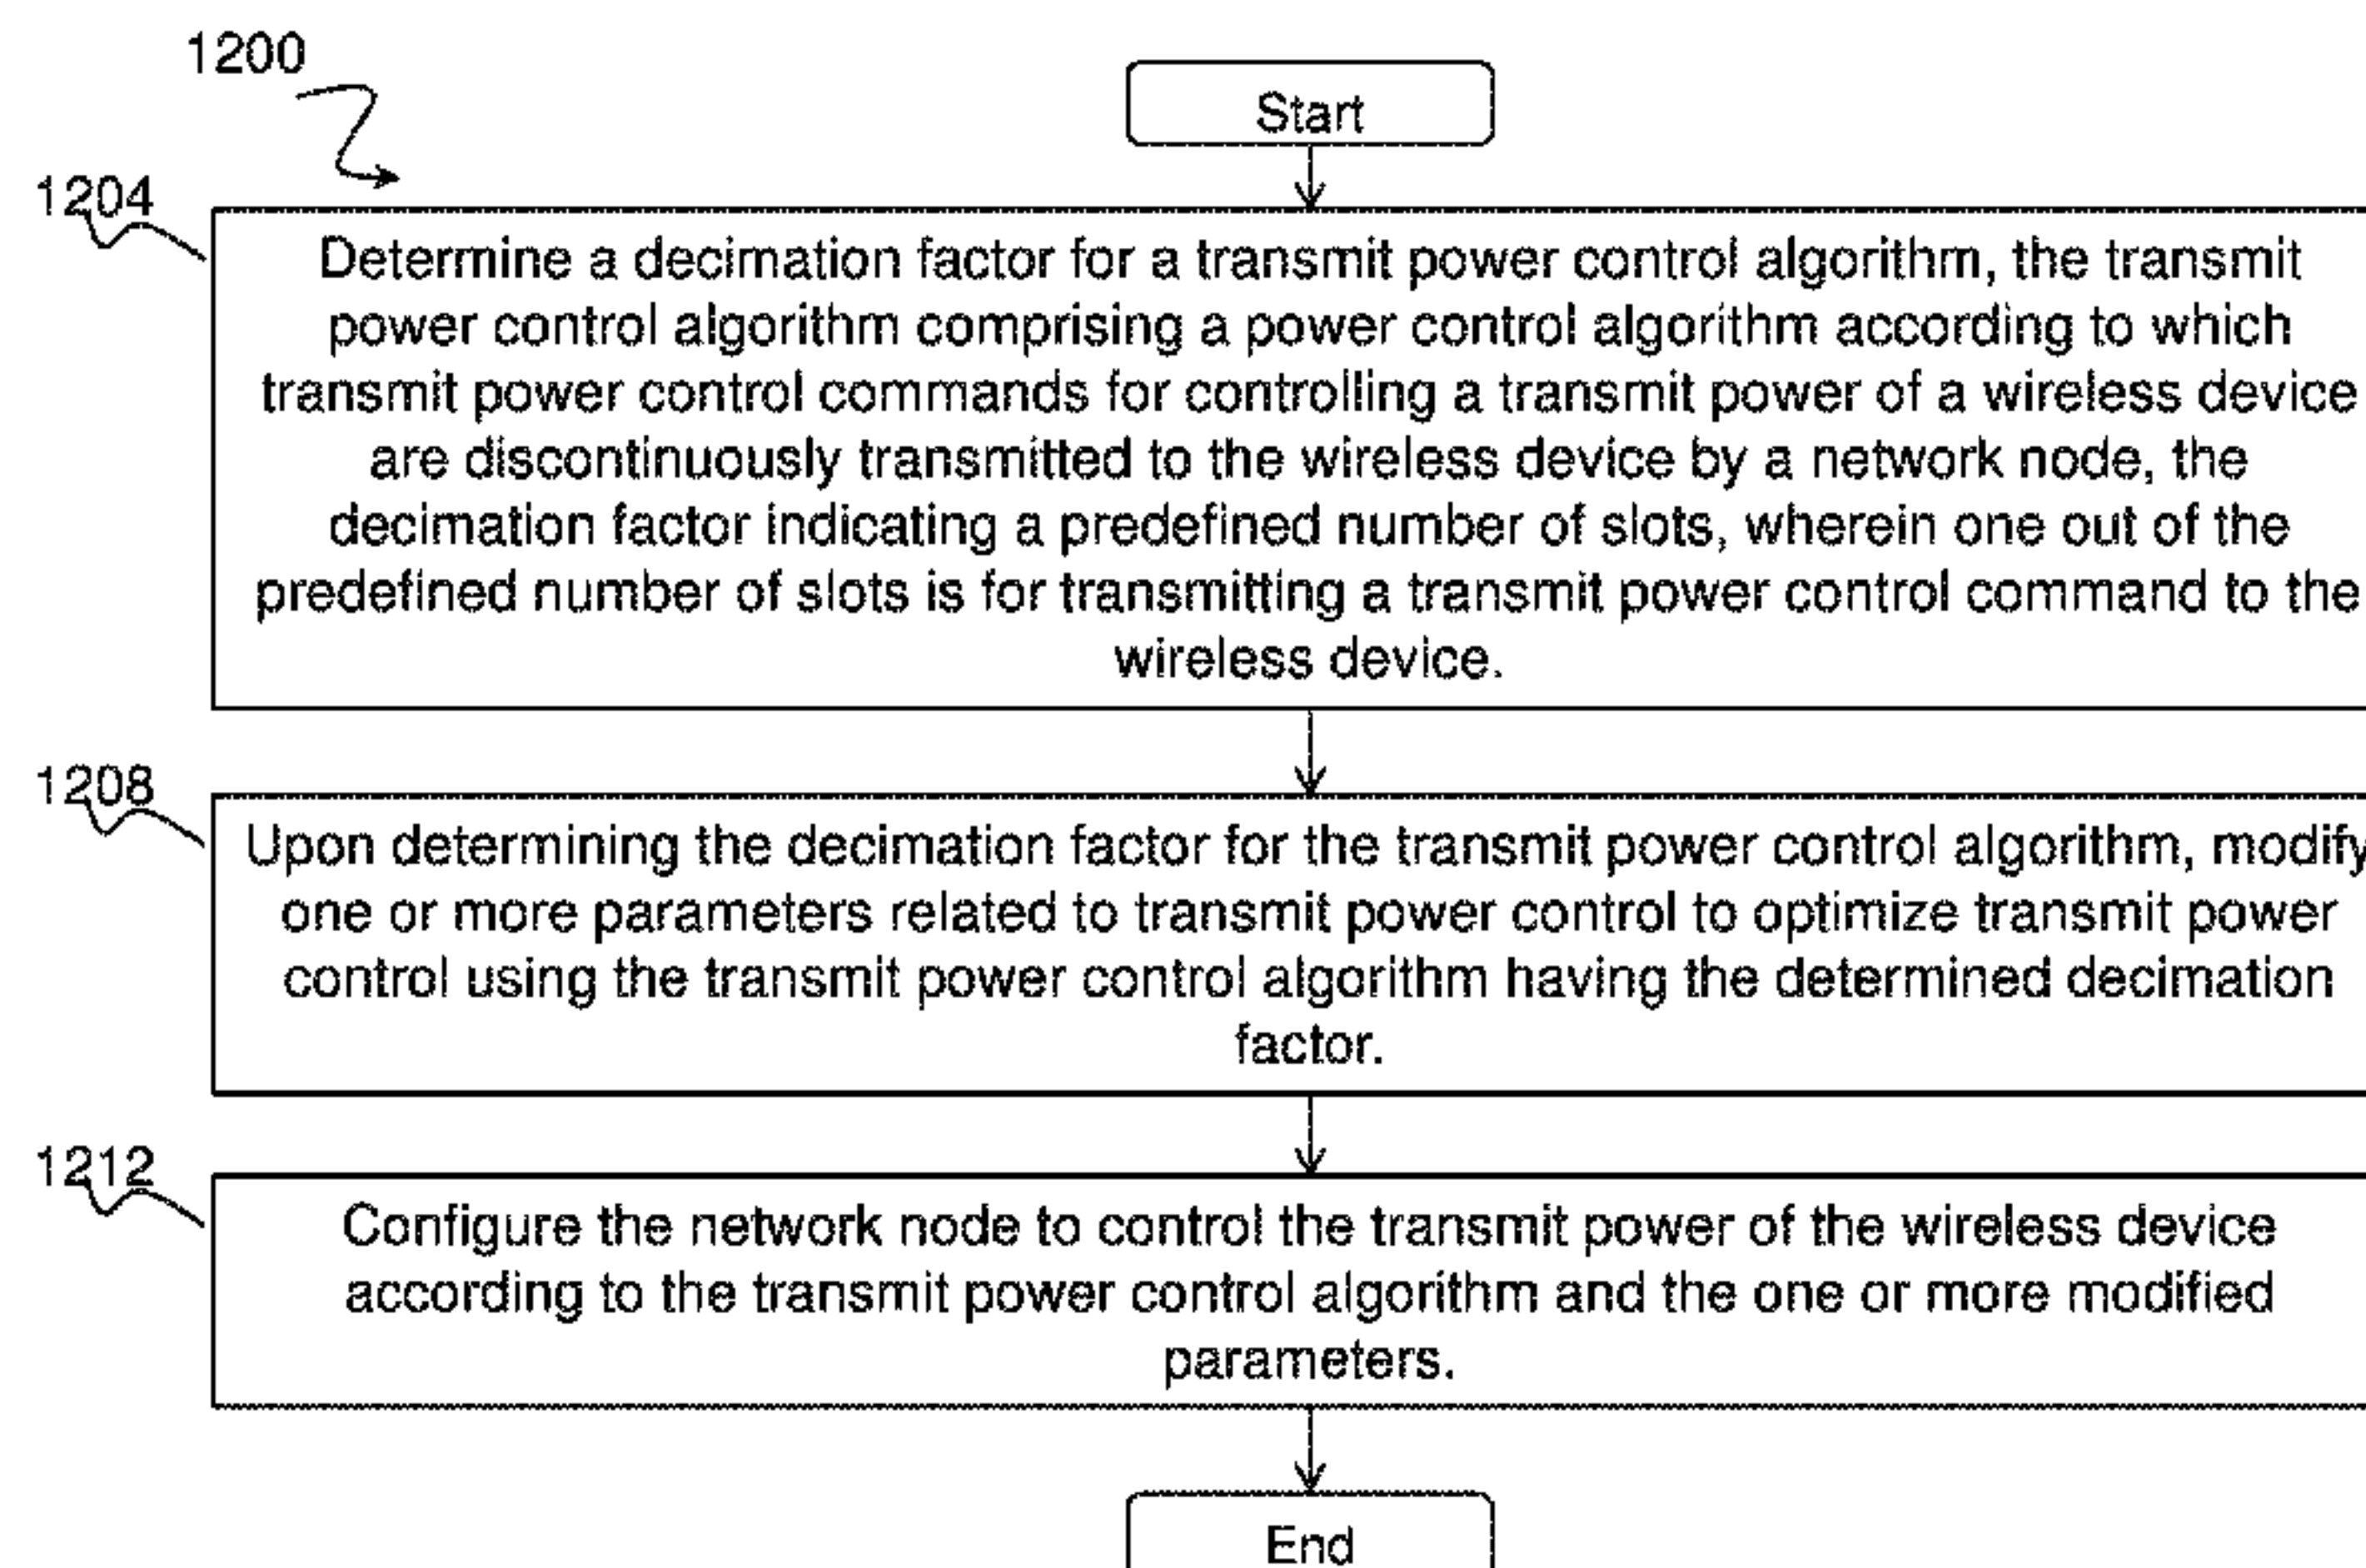 1200
Start
1204
Determine a decimation factor for a transmit power control algorithm, the transmit
power control algorithm comprising a power control algorithm according to which
transmit power control commands for controlling a transmit power of a wireless device
are discontinuously transmitted to the wireless device by a network node, the
decimation factor indicating a predefined number of slots, wherein one out of the
predefined number of slots is for transmitting a transmit power control command to the
wireless device.
1208
Upon determining the decimation factor for the transmit power control algorithm, modify
one or more parameters related to transmit power control to optimize transmit power
control using the transmit power control algorithm having the determined decimation
factor.
1212
Configure the network node to control the transmit power of the wireless device
according to the transmit power control algorithm and the one or more modified
parameters.
End